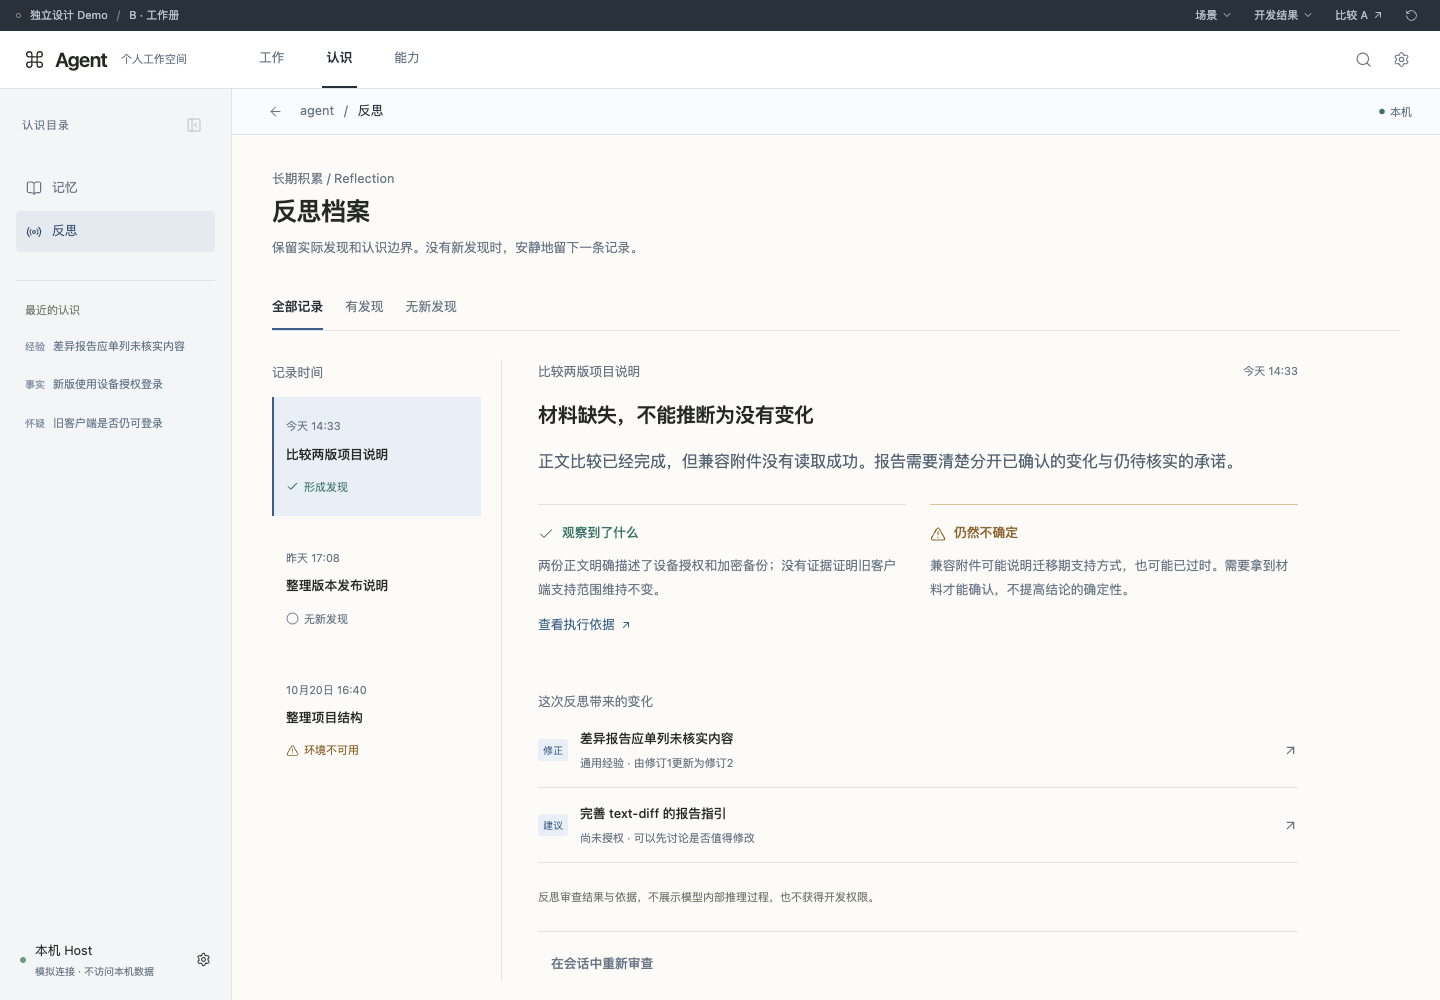 独立设计 Demo / B · 工作册
场景
开发结果
比较 A
Agent 个人工作空间
工作
认识
能力
认识目录
记忆
反思
最近的认识
经验 差异报告应单列未核实内容
事实 新版使用设备授权登录
怀疑 旧客户端是否仍可登录
本机 Host
模拟连接 · 不访问本机数据
agent / 反思
本机
长期积累 / Reflection
反思档案
保留实际发现和认识边界。没有新发现时，安静地留下一条记录。
全部记录
有发现
无新发现
记录时间
今天 14:33
比较两版项目说明
形成发现
昨天 17:08
整理版本发布说明
无新发现
10月20日 16:40
整理项目结构
环境不可用
比较两版项目说明
今天 14:33
材料缺失，不能推断为没有变化
正文比较已经完成，但兼容附件没有读取成功。报告需要清楚分开已确认的变化与仍待核实的承诺。
观察到了什么
两份正文明确描述了设备授权和加密备份；没有证据证明旧客户
端支持范围维持不变。
查看执行依据
仍然不确定
兼容附件可能说明迁移期支持方式，也可能已过时。需要拿到材
料才能确认，不提高结论的确定性。
这次反思带来的变化
修正
差异报告应单列未核实内容
通用经验 · 由修订1更新为修订2
建议
完善 text-diff 的报告指引
尚未授权 · 可以先讨论是否值得修改
反思审查结果与依据，不展示模型内部推理过程，也不获得开发权限。
在会话中重新审查